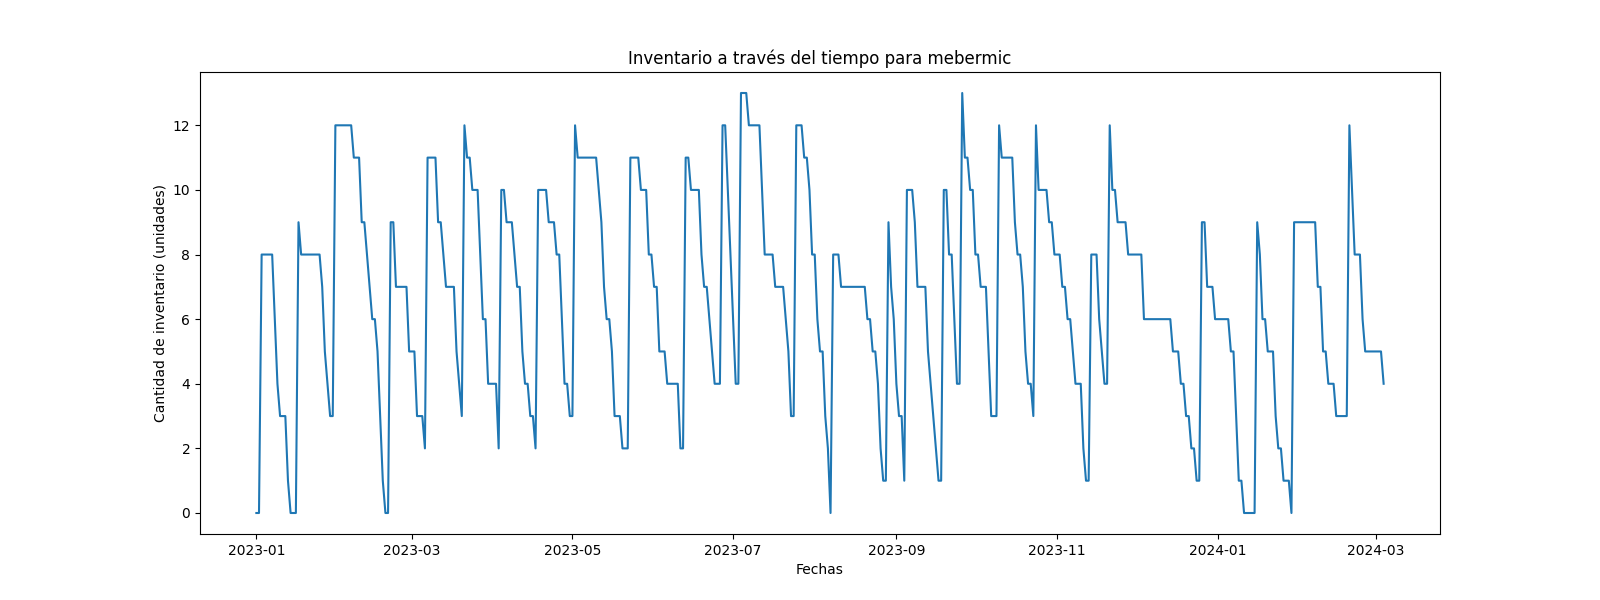 Inventario a través del tiempo para mebermic
Cantidad de inventario (unidades)
12
10
8
6
4
2
0
2023-01 2023-03 2023-05 2023-07 2023-09 2023-11 2024-01 2024-03
Fechas